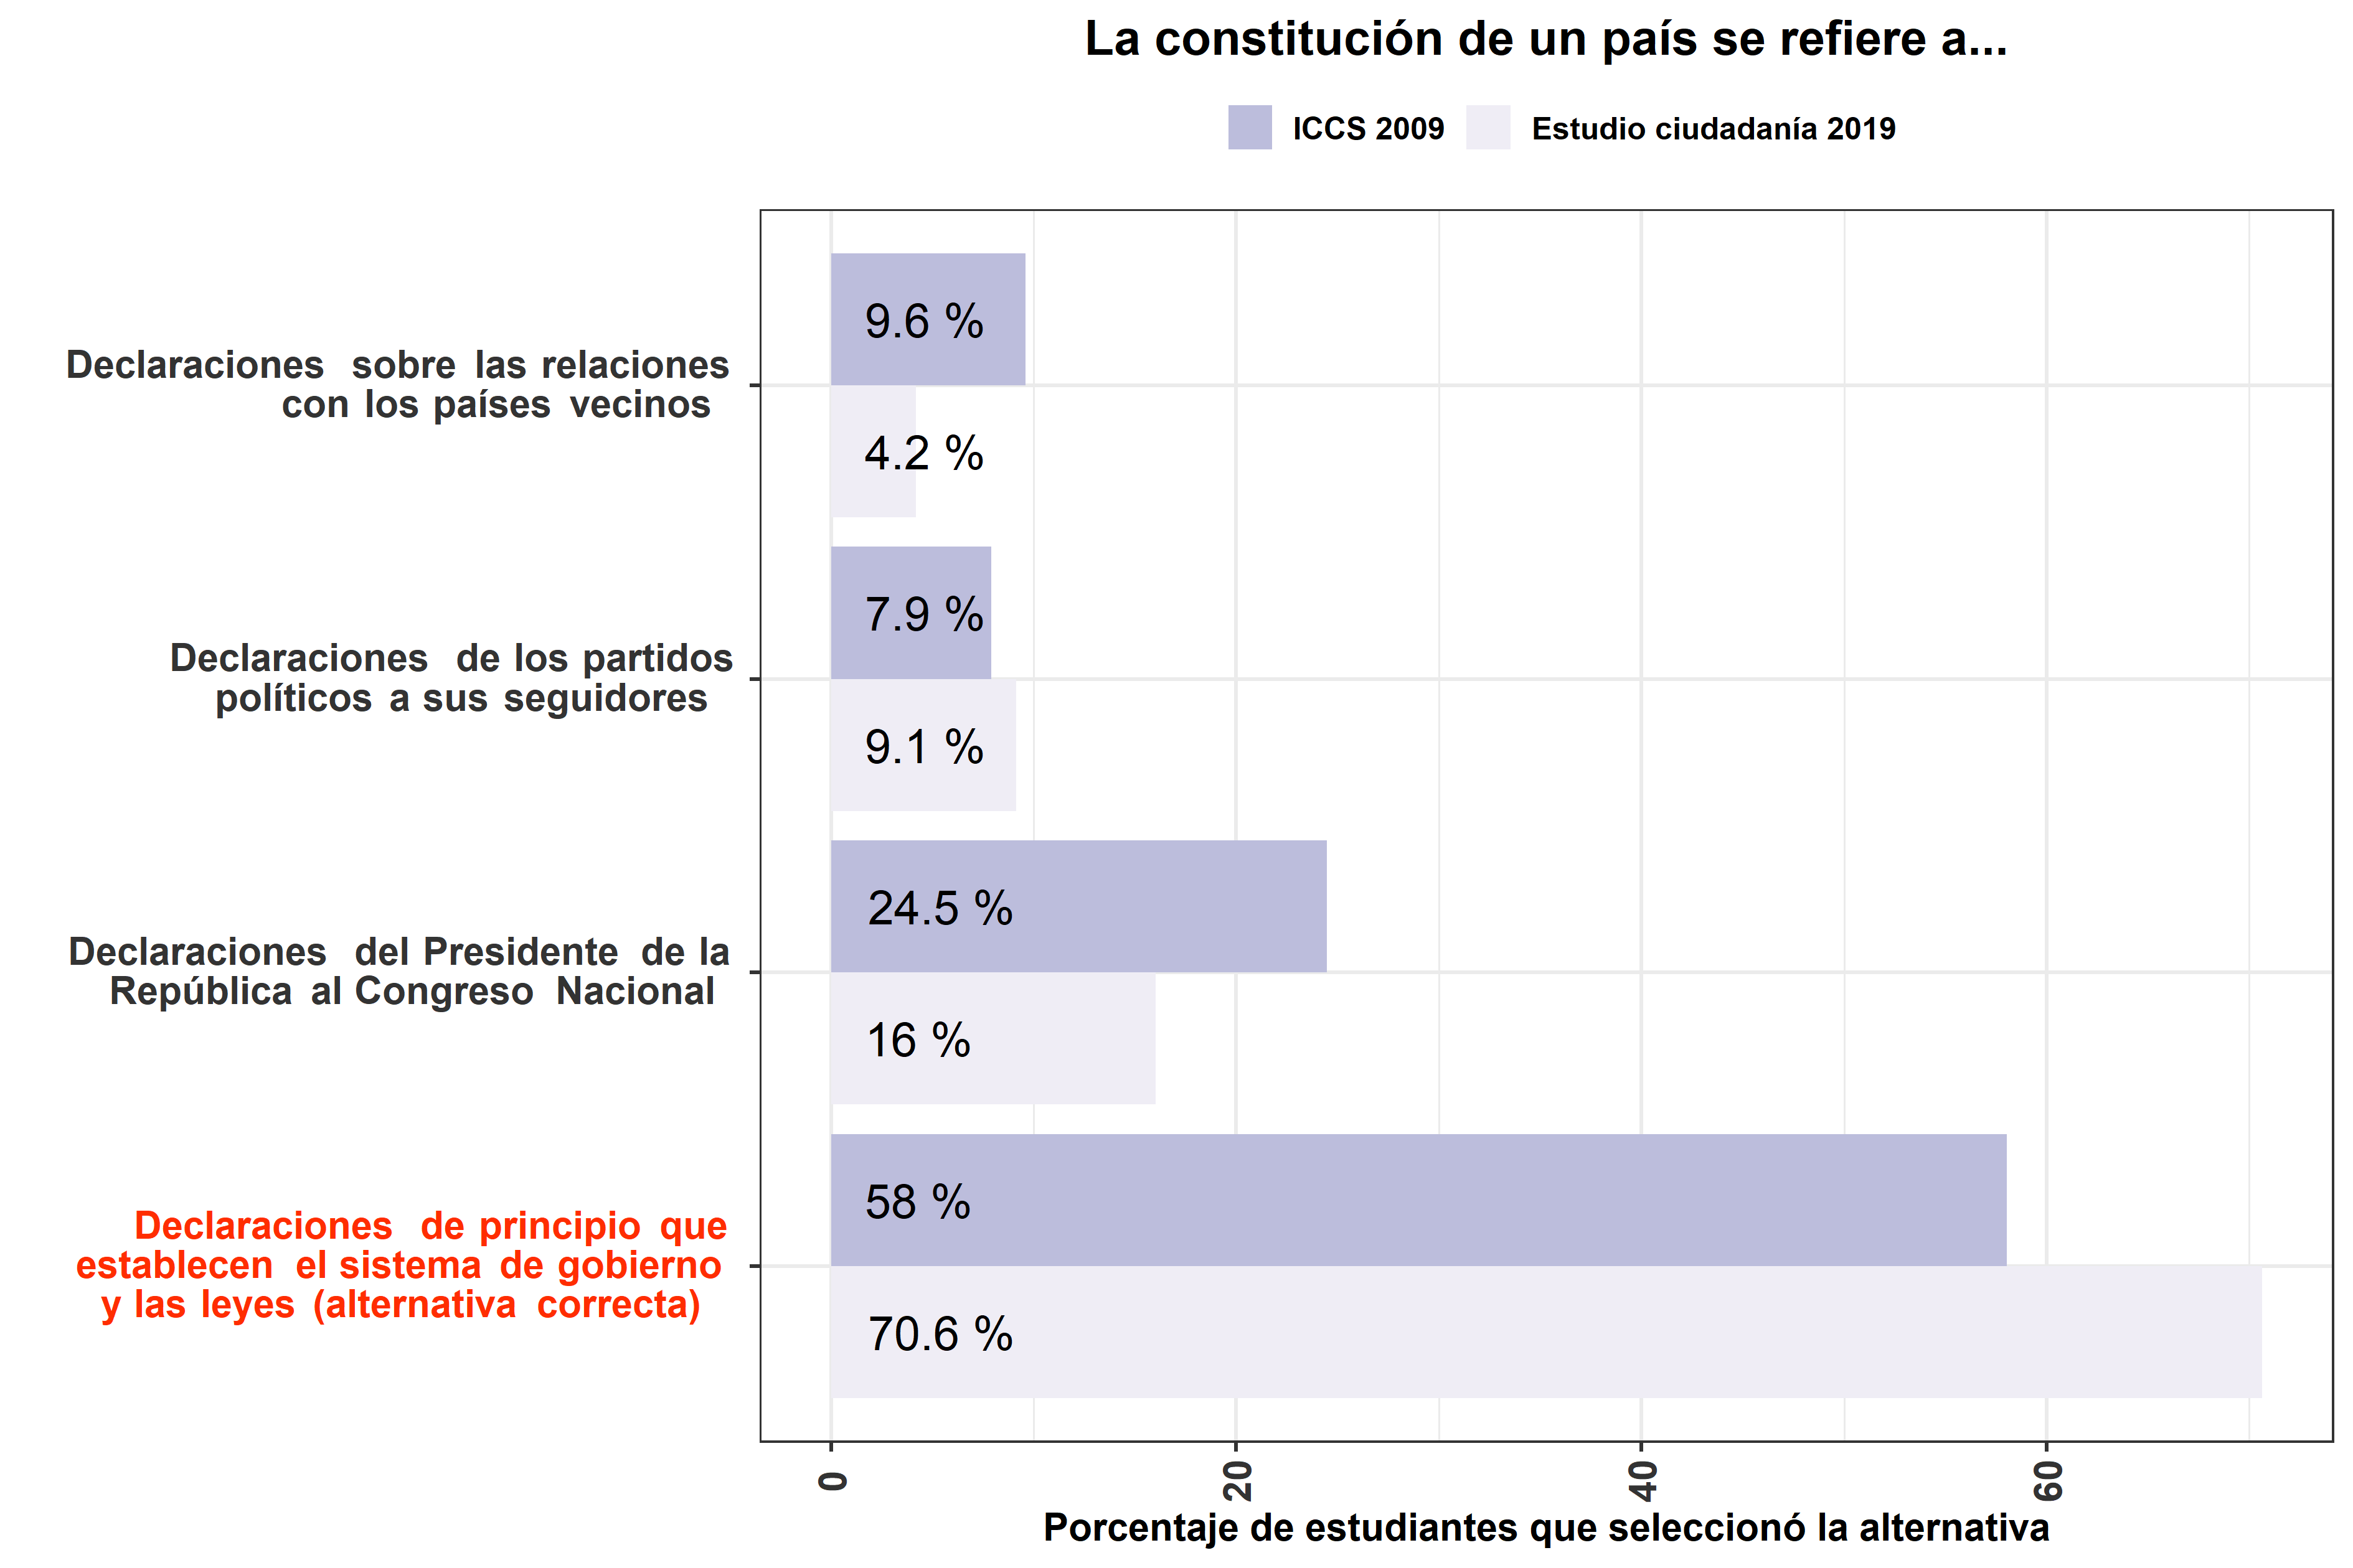 La constitución de un país se refiere a...
ICCS 2009
Estudio ciudadanía 2019
Declaraciones sobre las relaciones
con los países vecinos
9.6 %
4.2 %
Declaraciones de los partidos
políticos a sus seguidores
7.9 %
9.1 %
Declaraciones del Presidente de la
República al Congreso Nacional
24.5 %
16 %
Declaraciones de principio que
establecen el sistema de gobierno
y las leyes (alternativa correcta)
58 %
70.6 %
0
20
40
60
Porcentaje de estudiantes que seleccionó la alternativa